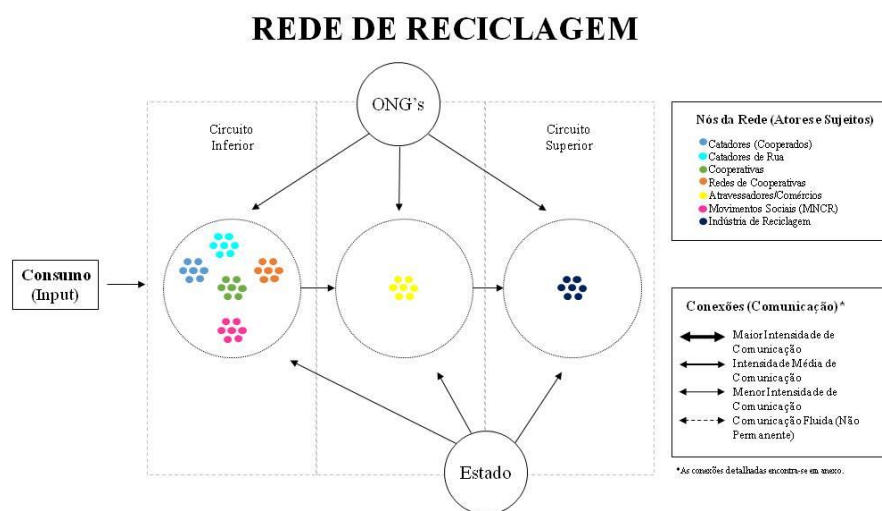 REDE DE RECICLAGEM
ONG's
Circuito
Inferior
Circuito
Superior
Consumo
(Input)
Estado
Nós da Rede (Atores e Sujeitos)
Catadores (Cooperados)
Catadores de Rua
Cooperativas
Redes de Cooperativas
Atravessadores/Comércios
Movimentos Sociais (MNCR)
Indústria de Reciclagem
Conexões (Comunicação)*
Maior Intensidade de
Comunicação
Intensidade Média de
Comunicação
Menor Intensidade de
Comunicação
Comunicação Fluida (Não
Permanente)
*As conexões detalhadas encontra-se em anexo.